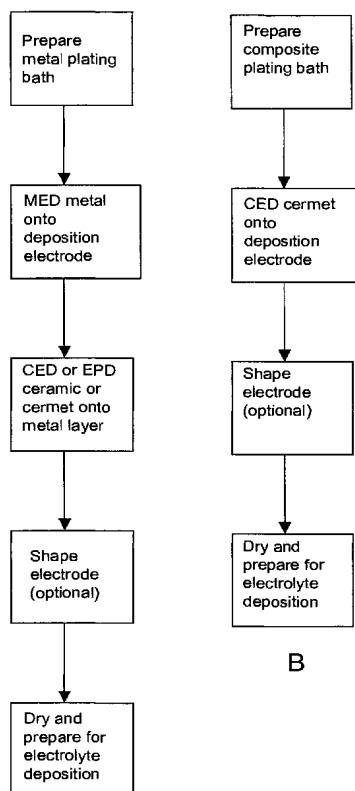 Prepare
metal plating
bath
MED metal
onto
deposition
electrode
CED or EPD
ceramic or
cermet onto
metal layer
Shape
electrode
(optional)
Dry and
prepare for
electrolyte
deposition
Prepare
composite
plating bath
CED cermet
onto
deposition
electrode
Shape
electrode
(optional)
Dry and
prepare for
electrolyte
deposition
B